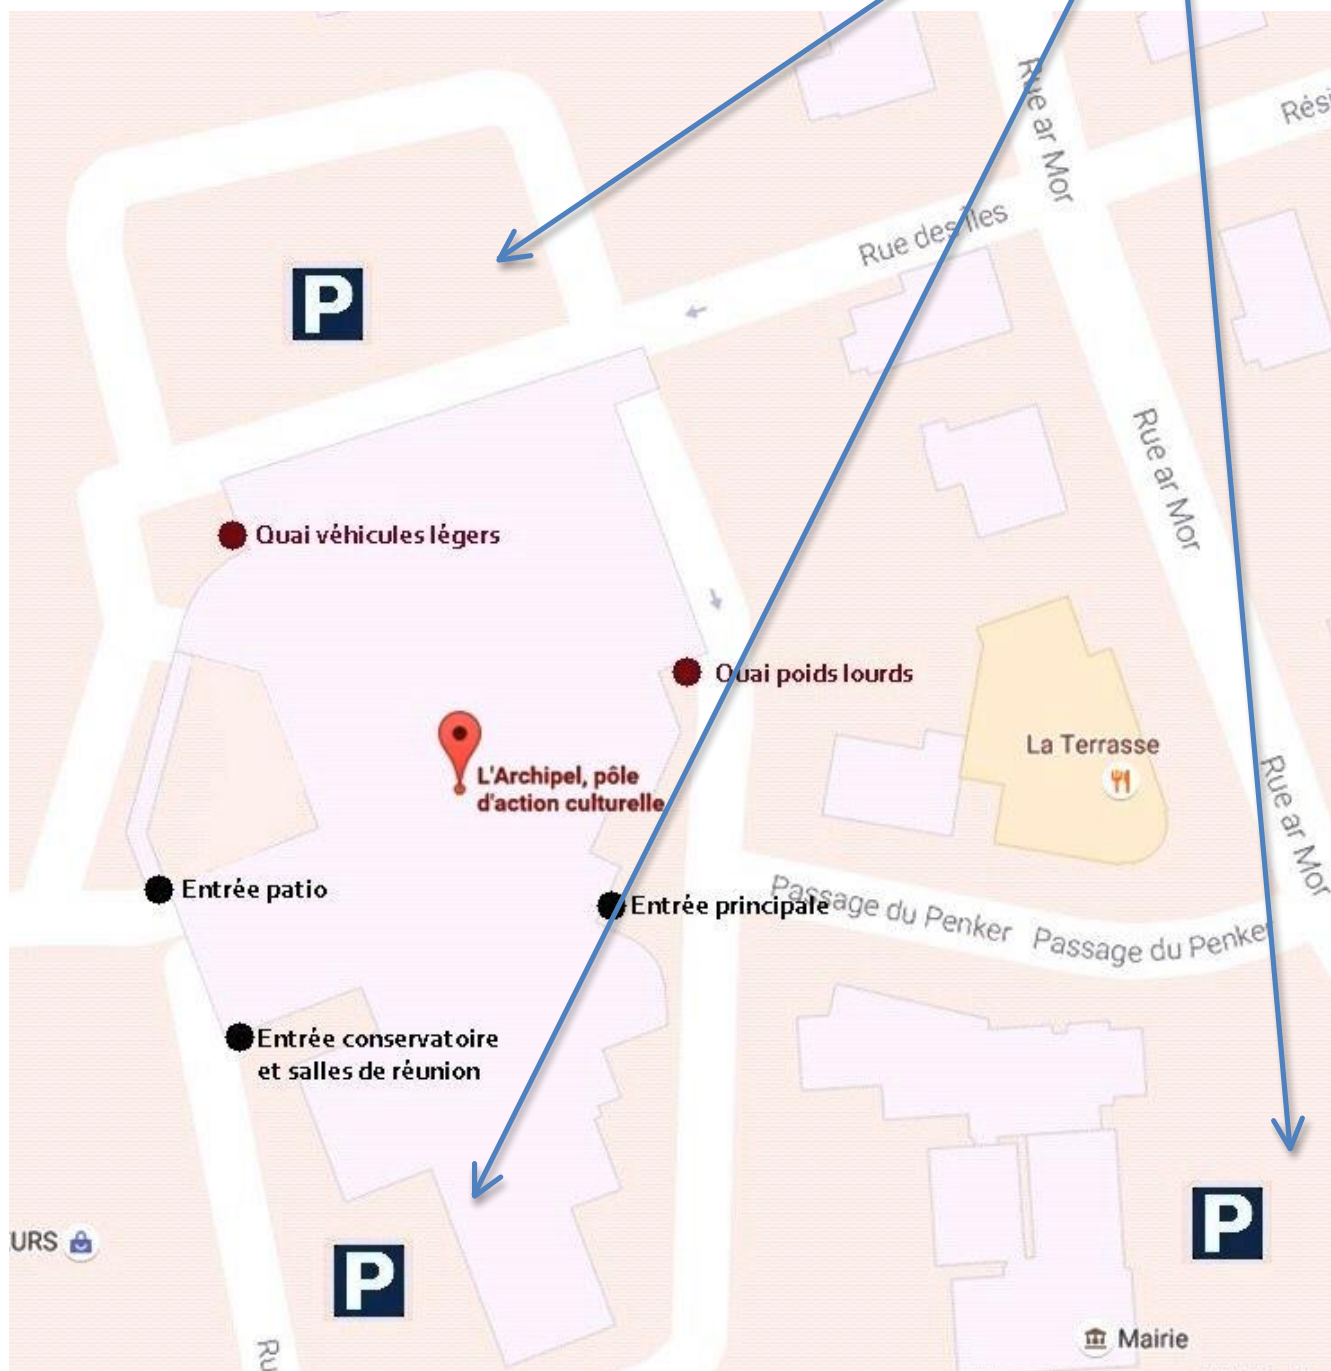 Rue ar Mor
Rési
Rue des Îles
P
Rue ar Mor
Quai véhicules légers
Quai poids lourds
La Terrasse
L'Archipel, pôle
d'action culturelle
Rue ar Mor
Entrée patio
Entrée principale
Passage du Penker
Passage du Penker
Entrée conservatoire
et salles de réunion
P
URS
P
Mairie
Ru